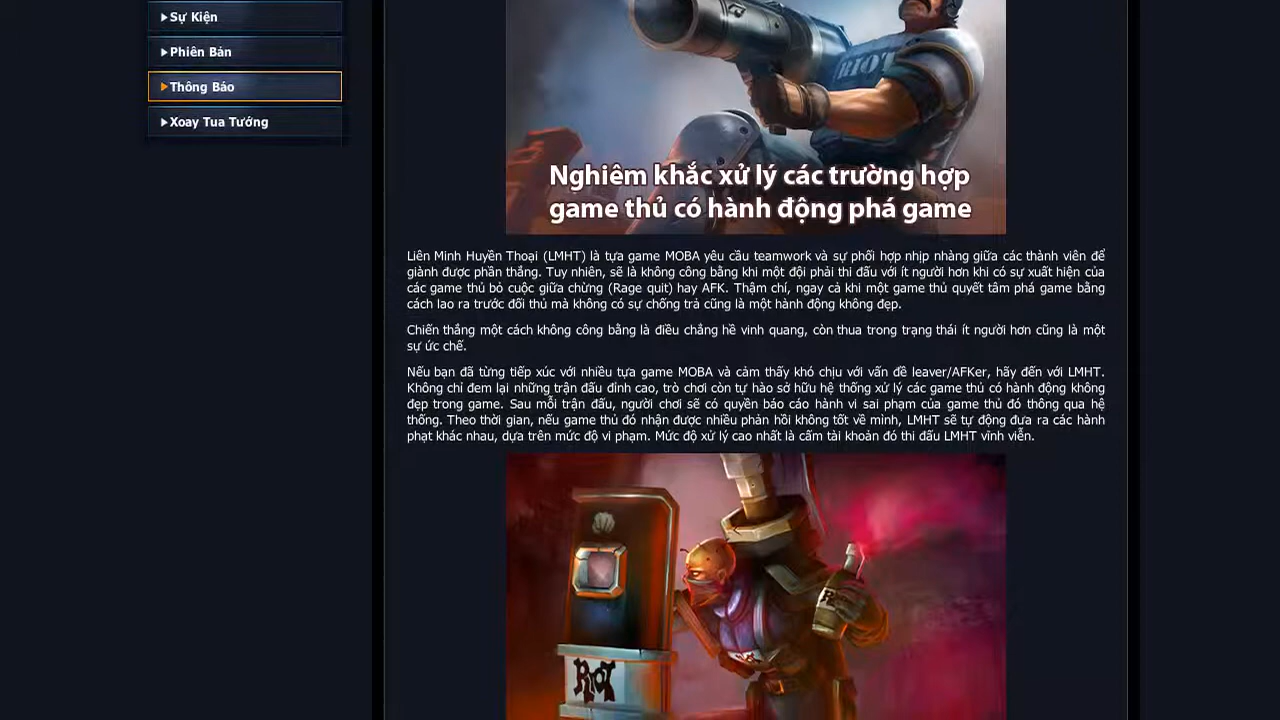 Sự Kiện
Phiên Bản
Thông Báo
Xoay Tua Tướng
RIOT
Nghiêm khắc xử lý các trường hợp
game thủ có hành động phá game
Liên Minh Huyền Thoại (LMHT) là tựa game MOBA yêu cầu teamwork và sự phối hợp nhịp nhàng giữa các thành viên để
giành được phần thắng. Tuy nhiên, sẽ là không công bằng khi một đội phải thi đấu với ít người hơn khi có sự xuất hiện của
các game thủ bỏ cuộc giữa chừng (Rage quit) hay AFK. Thậm chí, ngay cả khi một game thủ quyết tâm phá game bằng
cách lao ra trước đối thủ mà không có sự chống trả cũng là một hành động không đẹp.
Chiến thắng một cách không công bằng là điều chẳng hề vinh quang, còn thua trong trạng thái ít người hơn cũng là một
sự ức chế.
Nếu bạn đã từng tiếp xúc với nhiều tựa game MOBA và cảm thấy khó chịu với vấn đề leaver/AFKer, hãy đến với LMHT.
Không chỉ đem lại những trận đấu đỉnh cao, trò chơi còn tự hào sở hữu hệ thống xử lý các game thủ có hành động không
đẹp trong game. Sau mỗi trận đấu, người chơi sẽ có quyền báo cáo hành vi sai phạm của game thủ đó thông qua hệ
thống. Theo thời gian, nếu game thủ đó nhận được nhiều phản hồi không tốt về mình, LMHT sẽ tự động đưa ra các hành
phạt khác nhau, dựa trên mức độ vi phạm. Mức độ xử lý cao nhất là cấm tài khoản đó thi đấu LMHT vĩnh viễn.
RIOT